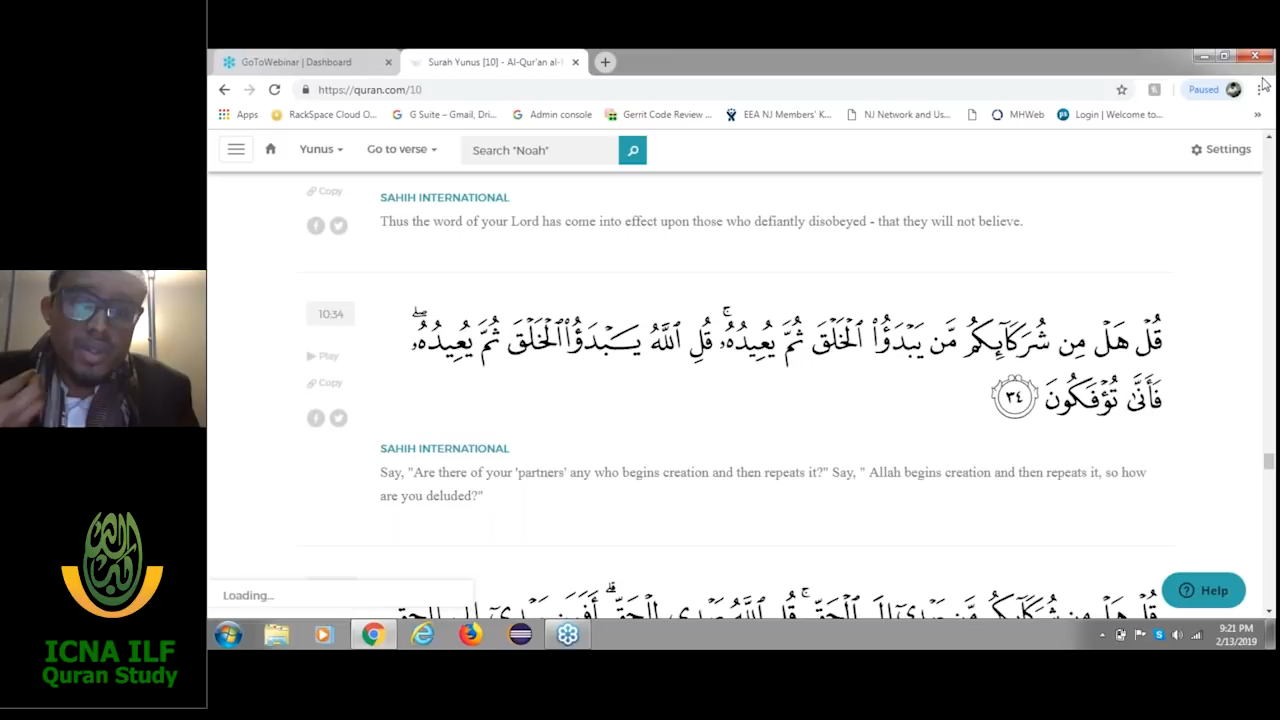 GoToWebinar | Dashboard
Surah Yunus [10] - Al-Qur'an al-
https://quran.com/10
Paused
Apps
RackSpace Cloud O...
G Suite – Gmail, Dri...
Admin console
Gerrit Code Review ...
EEA NJ Members' K...
NJ Network and Us...
MHWeb
Login | Welcome to...
Yunus
Go to verse
Search "Noah"
Settings
Copy
SAHIH INTERNATIONAL
Thus the word of your Lord has come into effect upon those who defiantly disobeyed - that they will not believe.
10:34
قُلْ هَلْ مِن شُرَكَآئِكُم مَّن يَبْدَؤُا۟ ٱلْخَلْقَ ثُمَّ يُعِيدُهُۥ ۚ قُلِ ٱللَّهُ يَبْدَؤُا۟ ٱلْخَلْقَ ثُمَّ يُعِيدُهُۥ ۖ
فَأَنَّىٰ تُؤْفَكُونَ ٣٤
Play
Copy
SAHIH INTERNATIONAL
Say, "Are there of your 'partners' any who begins creation and then repeats it?" Say, " Allah begins creation and then repeats it, so how
are you deluded?"
Loading...
Help
9:21 PM
2/13/2019
ICNA ILF
Quran Study